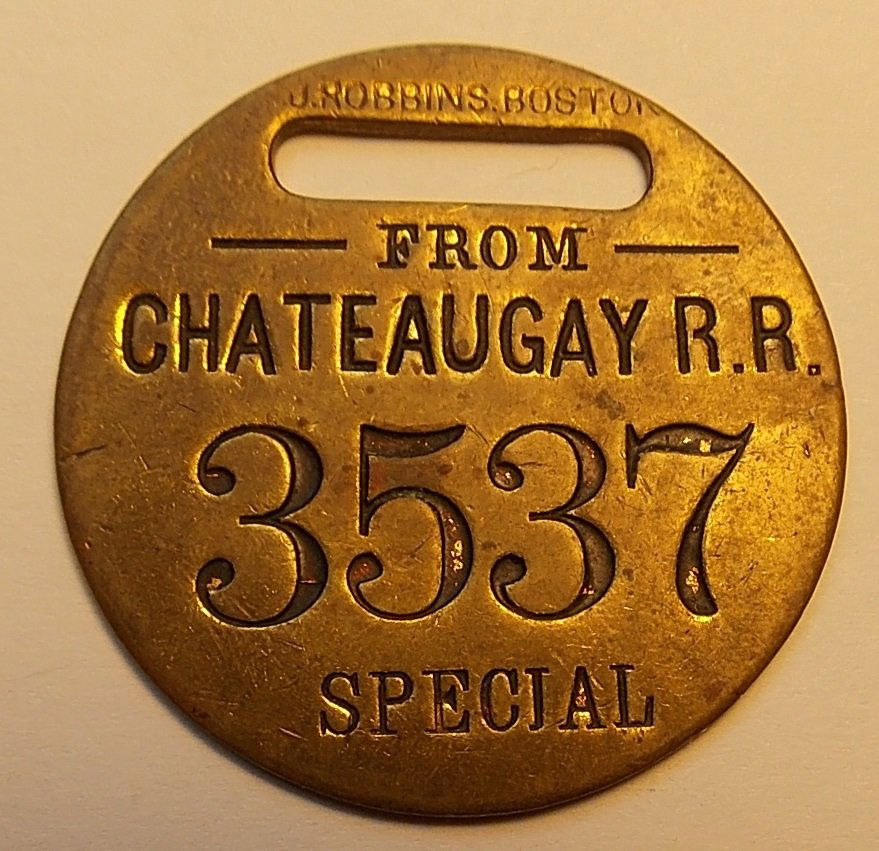 J.ROBBINS.BOSTON
FROM
CHATEAUGAY R.R.
3537
SPECIAL